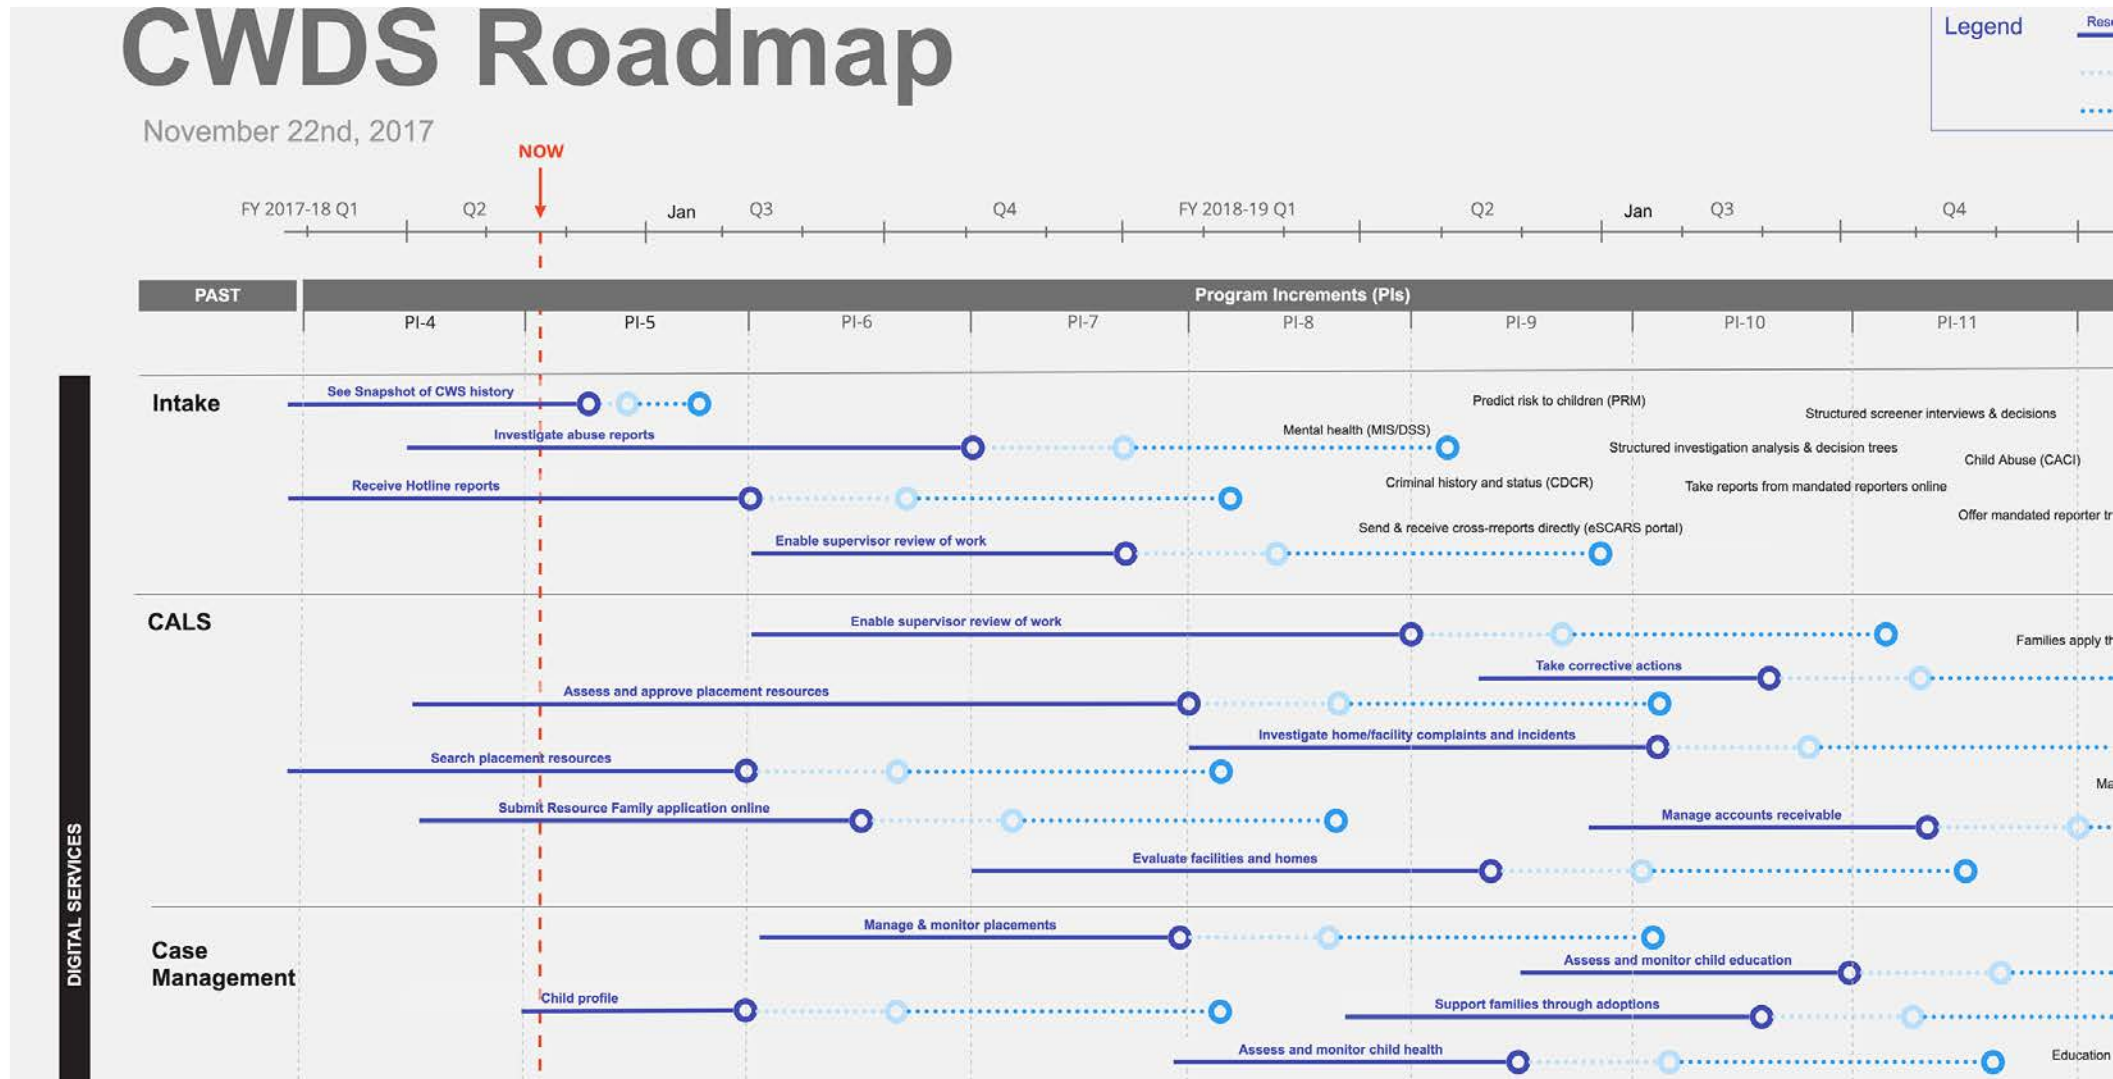 CWDS Roadmap
November 22nd, 2017
Legend
NOW
FY 2017-18 Q1 Q2 Jan Q3 Q4 FY 2018-19 Q1 Q2 Jan Q3 Q4
PAST Program Increments (PIs)
PI-4 PI-5 PI-6 PI-7 PI-8 PI-9 PI-10 PI-11
DIGITAL SERVICES
Intake
See Snapshot of CWS history
Predict risk to children (PRM)
Structured screener interviews & decisions
Investigate abuse reports
Mental health (MIS/DSS)
Structured investigation analysis & decision trees
Child Abuse (CACI)
Receive Hotline reports
Criminal history and status (CDCR)
Take reports from mandated reporters online
Offer mandated reporter tr
Send & receive cross-rreports directly (eSCARS portal)
Enable supervisor review of work
CALS
Enable supervisor review of work
Families apply th
Take corrective actions
Assess and approve placement resources
Investigate home/facility complaints and incidents
Search placement resources
Ma
Submit Resource Family application online
Manage accounts receivable
Evaluate facilities and homes
Case
Management
Manage & monitor placements
Assess and monitor child education
Child profile
Support families through adoptions
Assess and monitor child health
Education